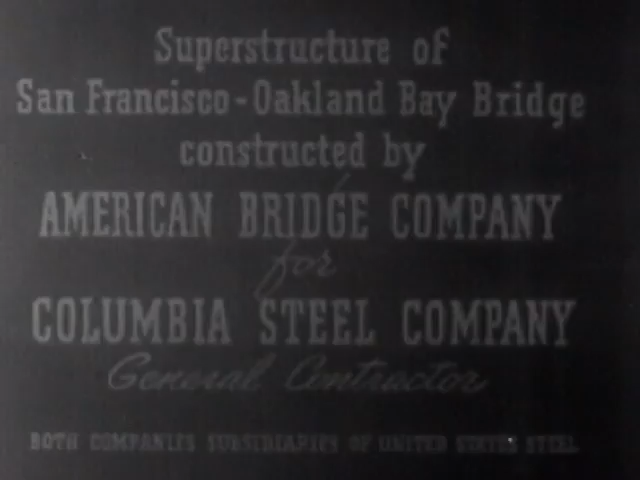 Superstructure of
San Francisco-Oakland Bay Bridge
constructed by
AMERICAN BRIDGE COMPANY
for
COLUMBIA STEEL COMPANY
General Contractor
BOTH COMPANIES SUBSIDIARIES OF UNITED STATES STEEL